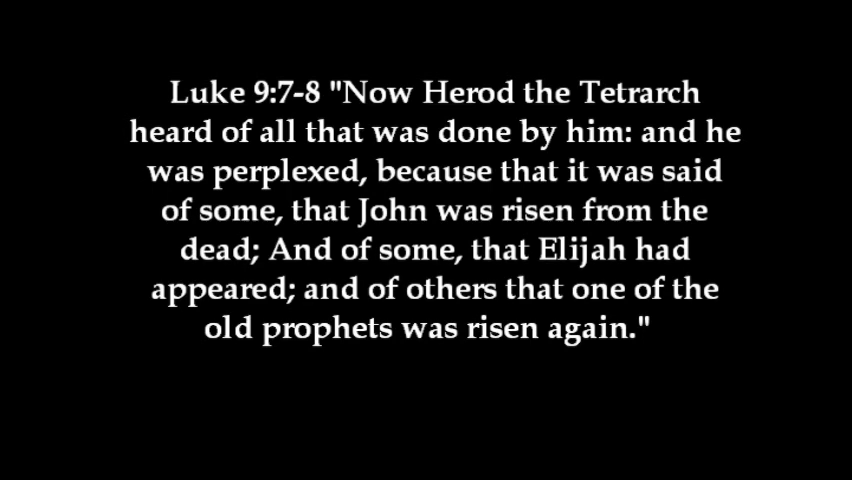 Luke 9:7-8 "Now Herod the Tetrarch
heard of all that was done by him: and he
was perplexed, because that it was said
of some, that John was risen from the
dead; And of some, that Elijah had
appeared; and of others that one of the
old prophets was risen again."